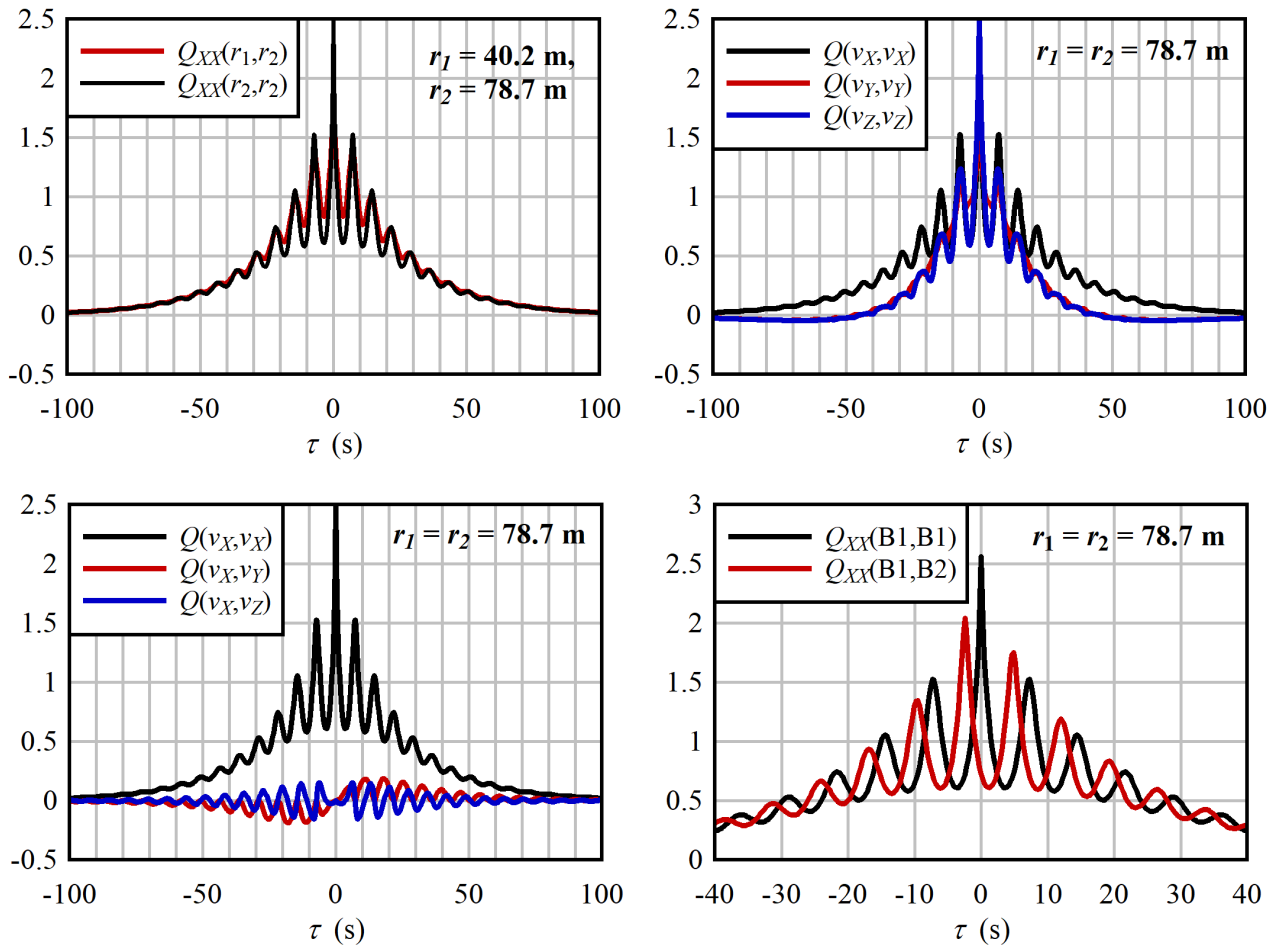 2.5
2
1.5
1
0.5
0
-0.5
Q_XX(r_1,r_2)
Q_XX(r_2,r_2)
r_1 = 40.2 m,
r_2 = 78.7 m
-100 -50 0 50 100
τ (s)
2.5
2
1.5
1
0.5
0
-0.5
Q(v_X,v_X)
Q(v_Y,v_Y)
Q(v_Z,v_Z)
r_1 = r_2 = 78.7 m
-100 -50 0 50 100
τ (s)
2.5
2
1.5
1
0.5
0
-0.5
Q(v_X,v_X)
Q(v_X,v_Y)
Q(v_X,v_Z)
r_1 = r_2 = 78.7 m
-100 -50 0 50 100
τ (s)
3
2.5
2
1.5
1
0.5
0
Q_XX(B1,B1)
Q_XX(B1,B2)
r_1 = r_2 = 78.7 m
-40 -30 -20 -10 0 10 20 30 40
τ (s)